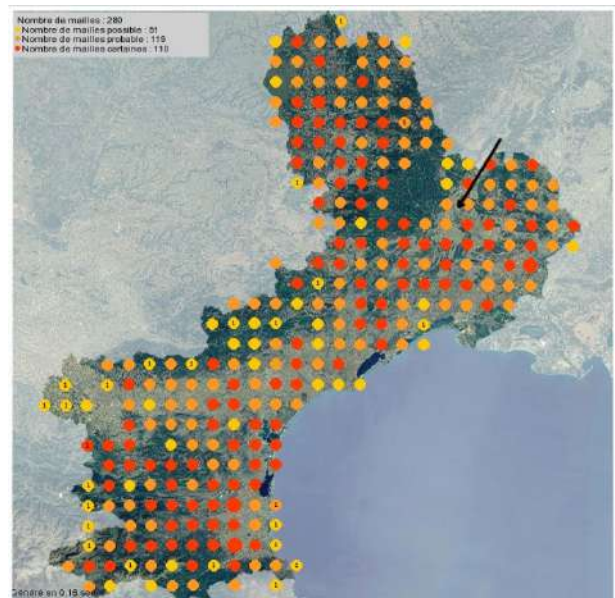 Nombre de mailles : 280
Nombre de mailles possible : 51
Nombre de mailles probable : 119
Nombre de mailles certaines : 110
Généré en 0.16 sec